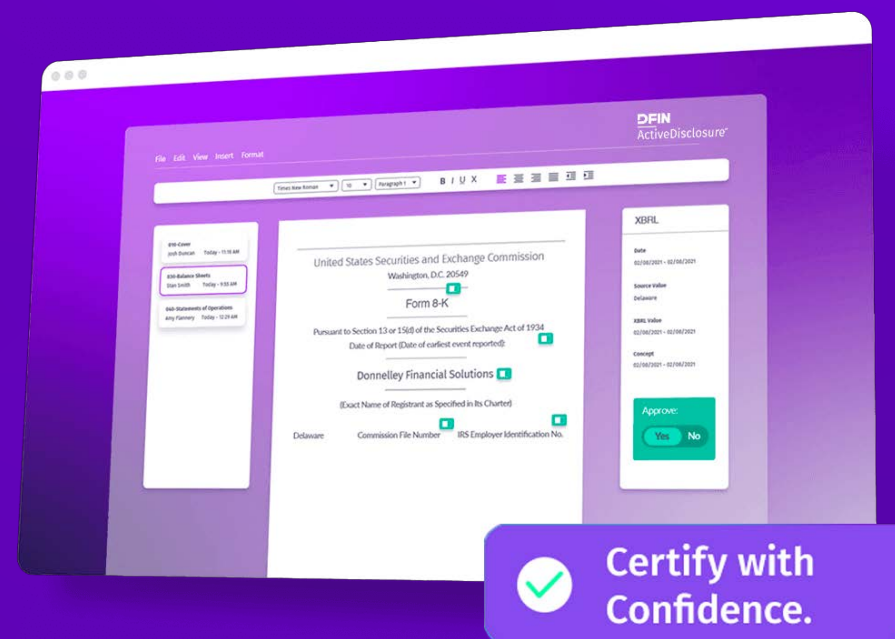 DFIN
ActiveDisclosure®
File Edit View Insert Format
Times New Roman 10 Paragraph 1 B I U X
010-Cover
Josh Duncan Today - 11:10 AM
030-Balance Sheets
Stan Smith Today - 9:55 AM
040-Statements of Operations
Amy Flannery Today - 12:24 AM
United States Securities and Exchange Commission
Washington, D.C. 20549
Form 8-K
Pursuant to Section 13 or 15(d) of the Securities Exchange Act of 1934
Date of Report (Date of earliest event reported):
Donnelley Financial Solutions
(Exact Name of Registrant as Specified in Its Charter)
Delaware Commission File Number IRS Employer Identification No.
XBRL
Date
02/08/2021 - 02/08/2021
Source Value
Delaware
XBRL Value
02/08/2021 - 02/08/2021
Concept
02/08/2021 - 02/08/2021
Approve:
Yes No
Certify with
Confidence.